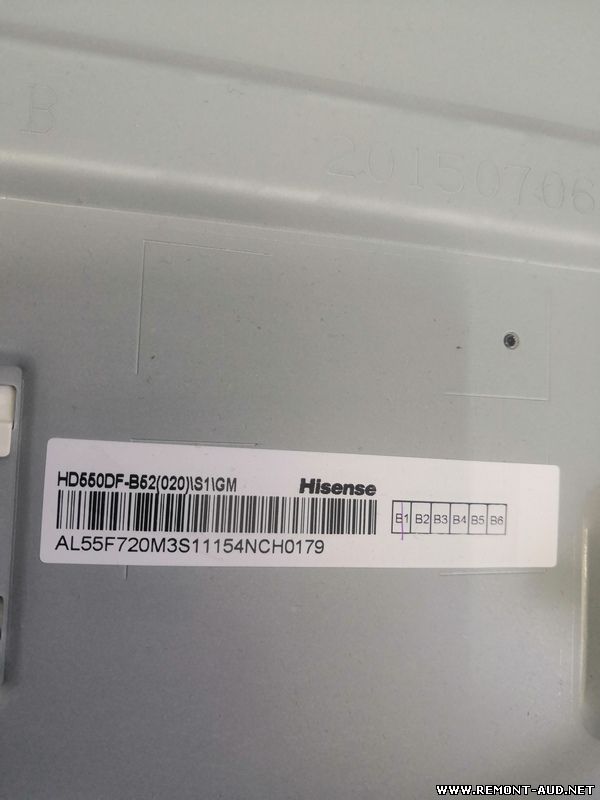 B
20150706
HD550DF-B52(020)\S1\GM
Hisense
B1 B2 B3 B4 B5 B6
AL55F720M3S11154NCH0179
WWW.REMONT-AUD.NET